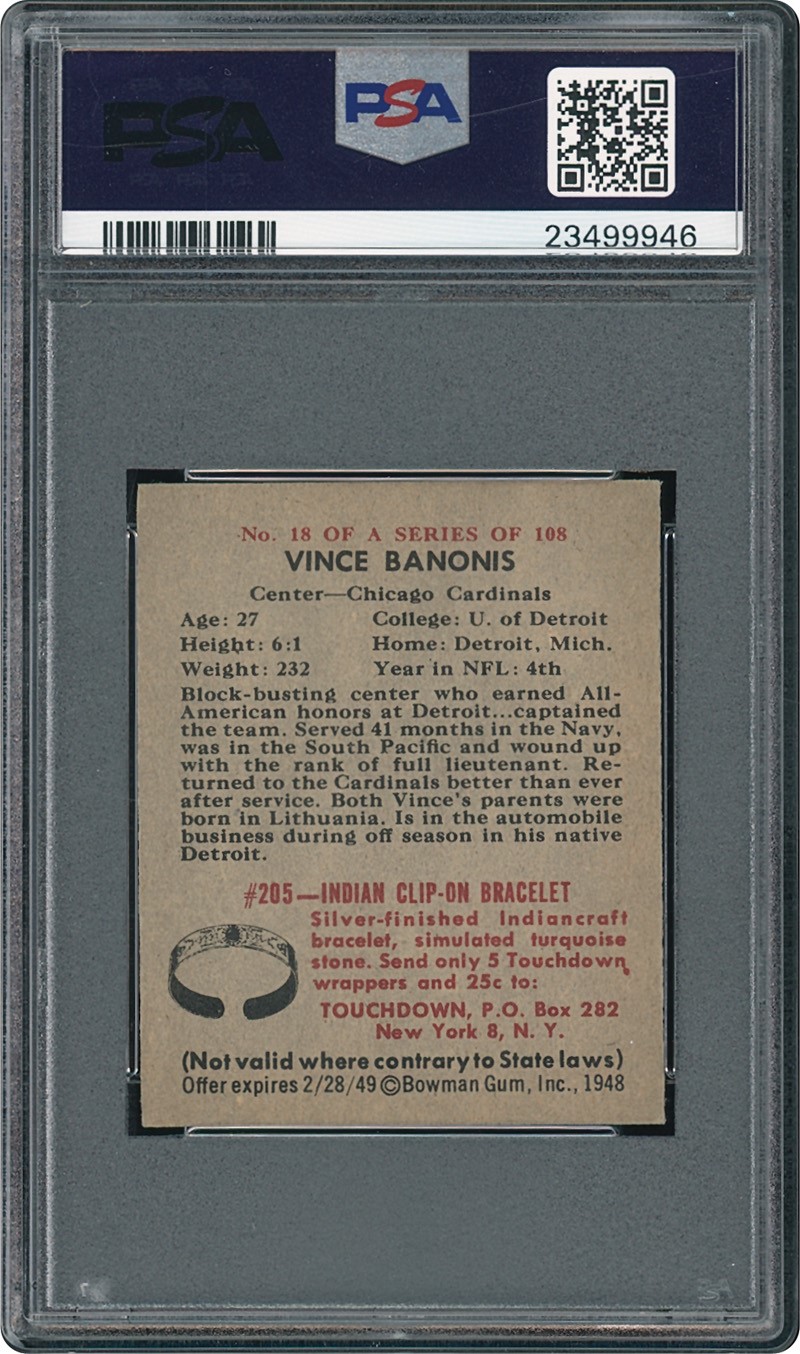 PSA
PSA
23499946
No. 18 OF A SERIES OF 108
VINCE BANONIS
Center—Chicago Cardinals
Age: 27 College: U. of Detroit
Height: 6:1 Home: Detroit, Mich.
Weight: 232 Year in NFL: 4th
Block-busting center who earned All-
American honors at Detroit...captained
the team. Served 41 months in the Navy,
was in the South Pacific and wound up
with the rank of full lieutenant. Re-
turned to the Cardinals better than ever
after service. Both Vince's parents were
born in Lithuania. Is in the automobile
business during off season in his native
Detroit.
#205—INDIAN CLIP-ON BRACELET
Silver-finished Indiancraft
bracelet, simulated turquoise
stone. Send only 5 Touchdown
wrappers and 25c to:
TOUCHDOWN, P.O. Box 282
New York 8, N. Y.
(Not valid where contrary to State laws)
Offer expires 2/28/49 ©Bowman Gum, Inc., 1948